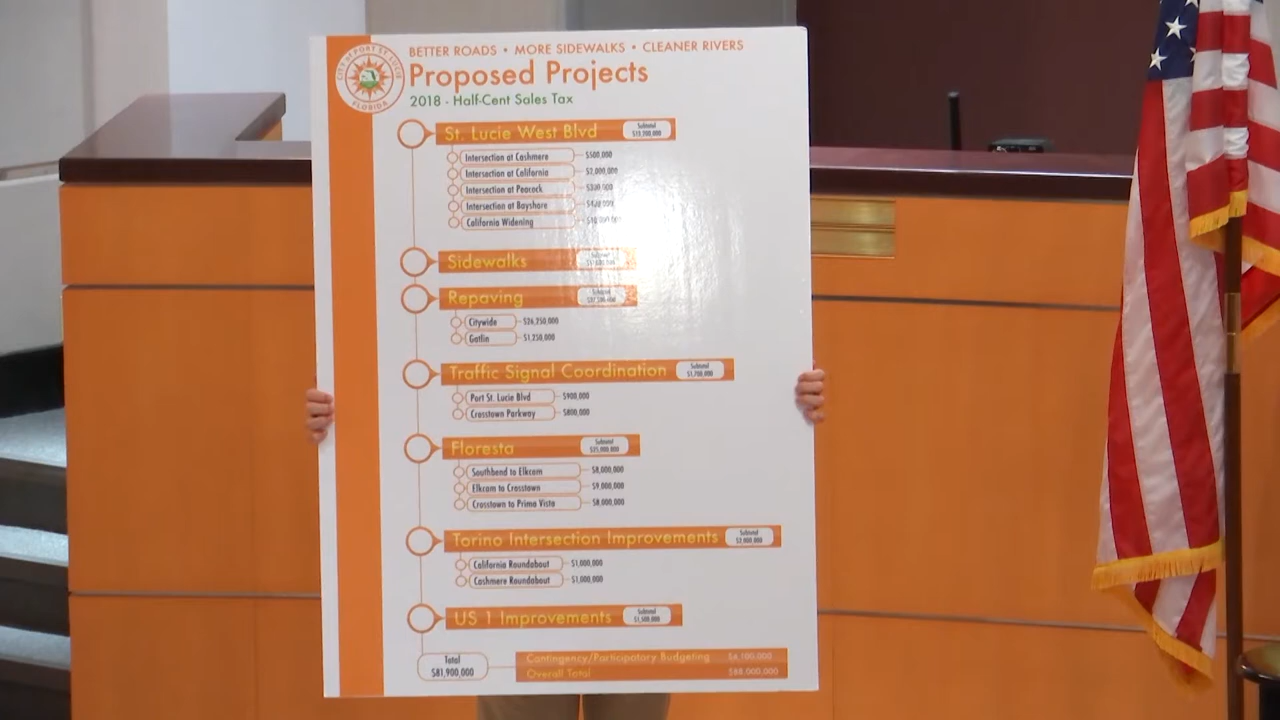 CITY OF PORT ST. LUCIE
FLORIDA
BETTER ROADS • MORE SIDEWALKS • CLEANER RIVERS
Proposed Projects
2018 - Half-Cent Sales Tax
St. Lucie West Blvd
Subtotal
$13,200,000
Intersection at Cashmere $500,000
Intersection at California $2,000,000
Intersection at Peacock $300,000
Intersection at Bayshore
California Widening
Sidewalks
Subtotal
Repaving
Subtotal
$27,500,000
Citywide $26,250,000
Gatlin $1,250,000
Traffic Signal Coordination
Subtotal
$1,700,000
Port St. Lucie Blvd $900,000
Crosstown Parkway $800,000
Floresta
Subtotal
$25,000,000
Southbend to Elkcam $8,000,000
Elkcam to Crosstown $9,000,000
Crosstown to Prima Vista $8,000,000
Torino Intersection Improvements
Subtotal
$2,000,000
California Roundabout $1,000,000
Cashmere Roundabout $1,000,000
US 1 Improvements
Subtotal
$1,500,000
Total
$81,900,000
Contingency/Participatory Budgeting $6,100,000
Overall Total $88,000,000